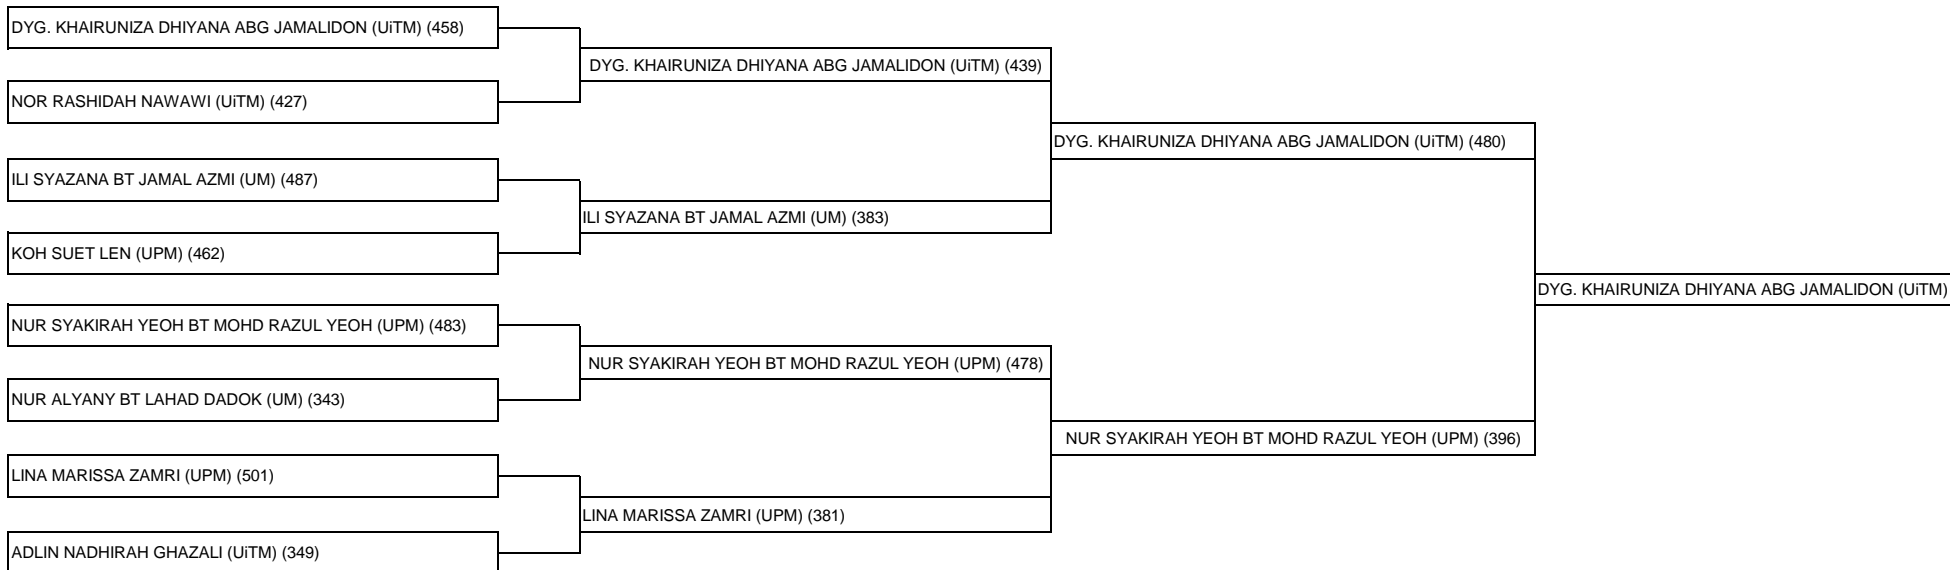 DYG. KHAIRUNIZA DHIYANA ABG JAMALIDON (UiTM) (458)
NOR RASHIDAH NAWAWI (UiTM) (427)
ILI SYAZANA BT JAMAL AZMI (UM) (487)
KOH SUET LEN (UPM) (462)
NUR SYAKIRAH YEOH BT MOHD RAZUL YEOH (UPM) (483)
NUR ALYANY BT LAHAD DADOK (UM) (343)
LINA MARISSA ZAMRI (UPM) (501)
ADLIN NADHIRAH GHAZALI (UiTM) (349)
DYG. KHAIRUNIZA DHIYANA ABG JAMALIDON (UiTM) (439)
ILI SYAZANA BT JAMAL AZMI (UM) (383)
NUR SYAKIRAH YEOH BT MOHD RAZUL YEOH (UPM) (478)
LINA MARISSA ZAMRI (UPM) (381)
DYG. KHAIRUNIZA DHIYANA ABG JAMALIDON (UiTM) (480)
NUR SYAKIRAH YEOH BT MOHD RAZUL YEOH (UPM) (396)
DYG. KHAIRUNIZA DHIYANA ABG JAMALIDON (UiTM)